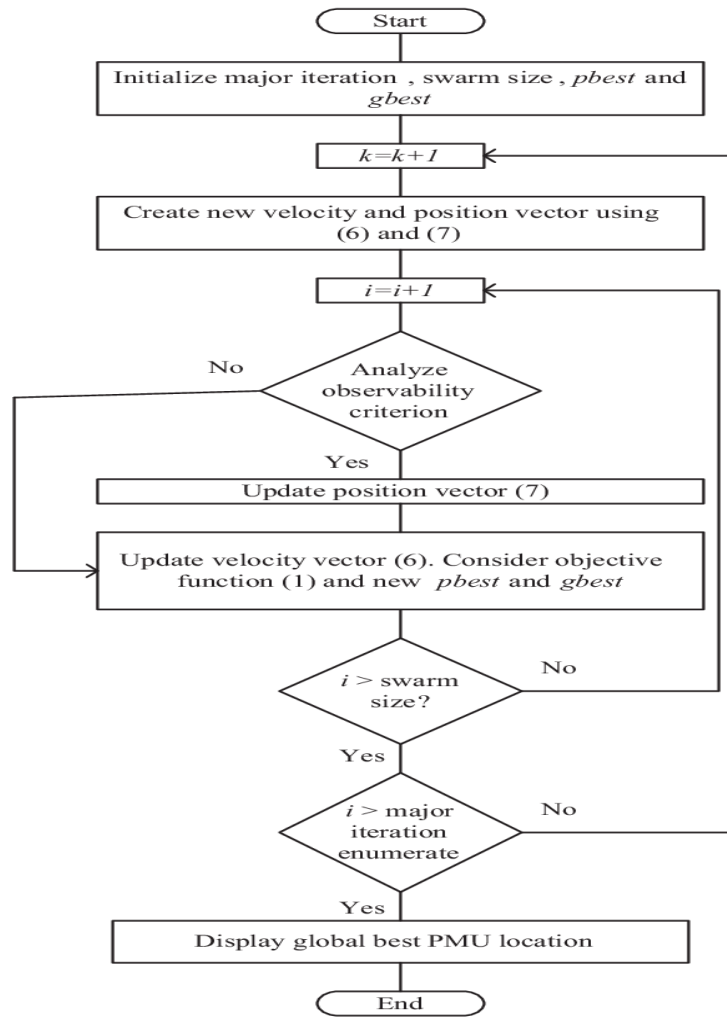 Start
Initialize major iteration , swarm size , pbest and
gbest
k=k+1
Create new velocity and position vector using
(6) and (7)
i=i+1
No
Analyze
observability
criterion
Yes
Update position vector (7)
Update velocity vector (6). Consider objective
function (1) and new pbest and gbest
i > swarm
size?
No
Yes
i > major
iteration
enumerate
No
Yes
Display global best PMU location
End